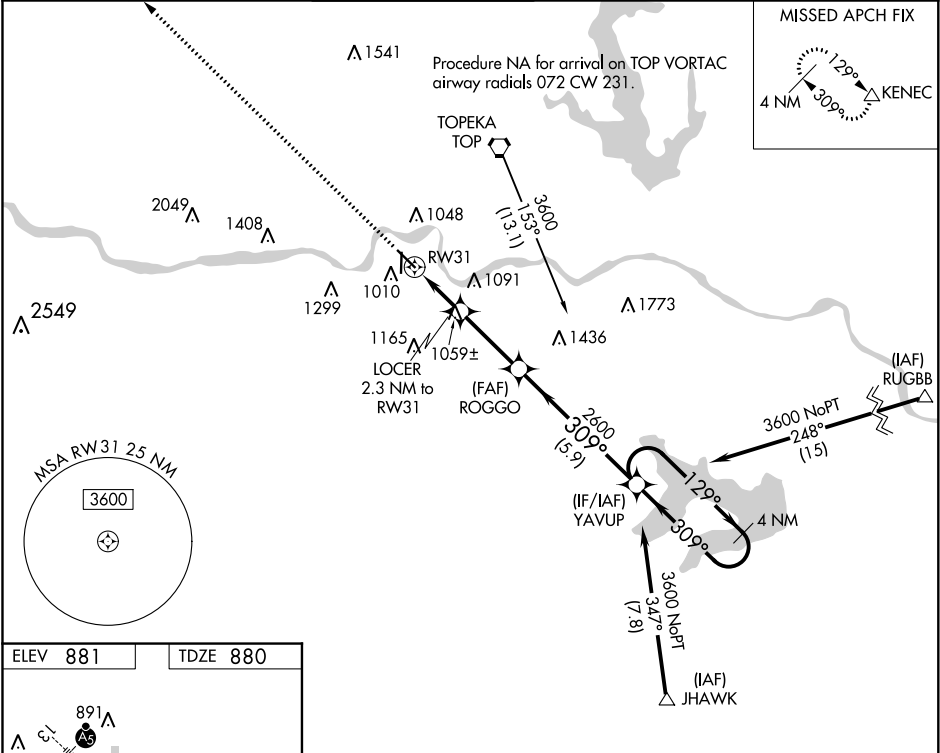 MISSED APCH FIX
129°
4 NM
309°
KENEC
1541
Procedure NA for arrival on TOP VORTAC
airway radials 072 CW 231.
TOPEKA
TOP
3600
153°
(13.1)
2049
1408
1048
RW31
1010
1091
1299
1773
2549
1165
1059±
1436
LOCER
2.3 NM to
RW31
(FAF)
ROGGO
(IAF)
RUGBB
3600 NoPT
248°
(15)
2600
309°
(5.9)
MSA RW31 25 NM
3600
(IF/IAF)
YAVUP
129°
4 NM
309°
3600 NoPT
347°
(7.8)
(IAF)
JHAWK
ELEV 881
TDZE 880
891
A5
13